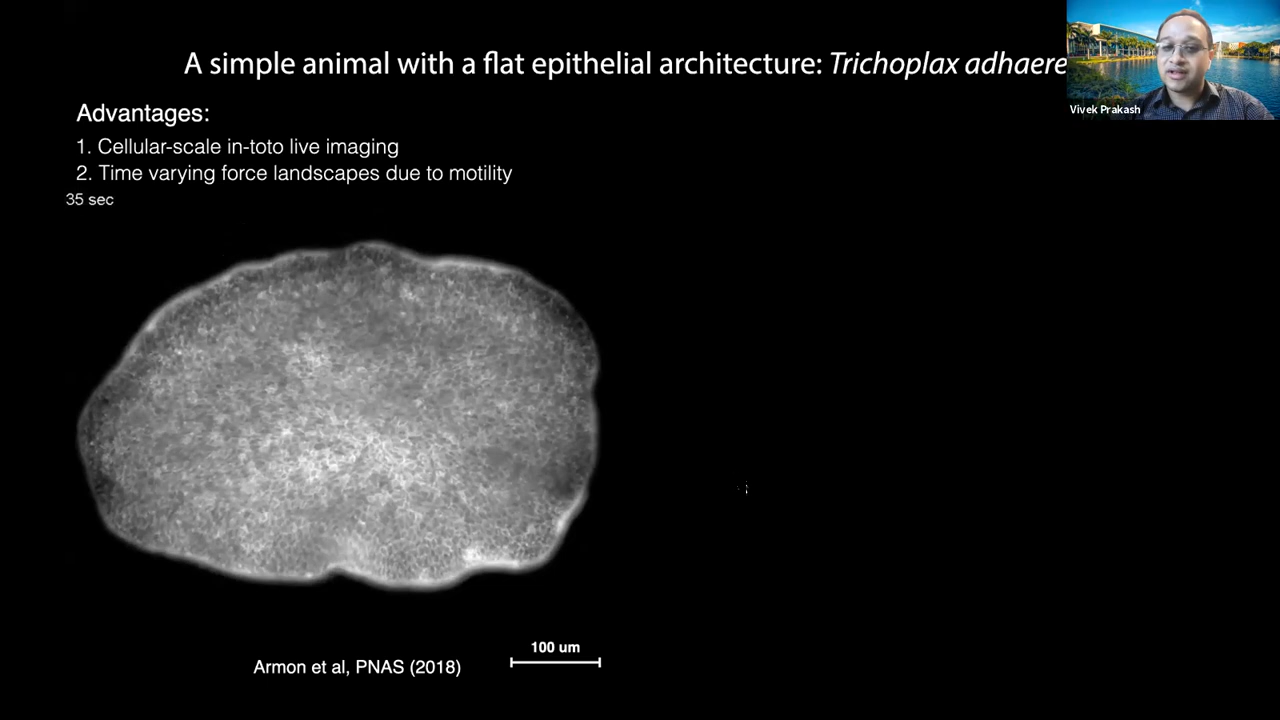 A simple animal with a flat epithelial architecture: Trichoplax adhaere
Vivek Prakash
Advantages:
1. Cellular-scale in-toto live imaging
2. Time varying force landscapes due to motility
35 sec
100 um
Armon et al, PNAS (2018)